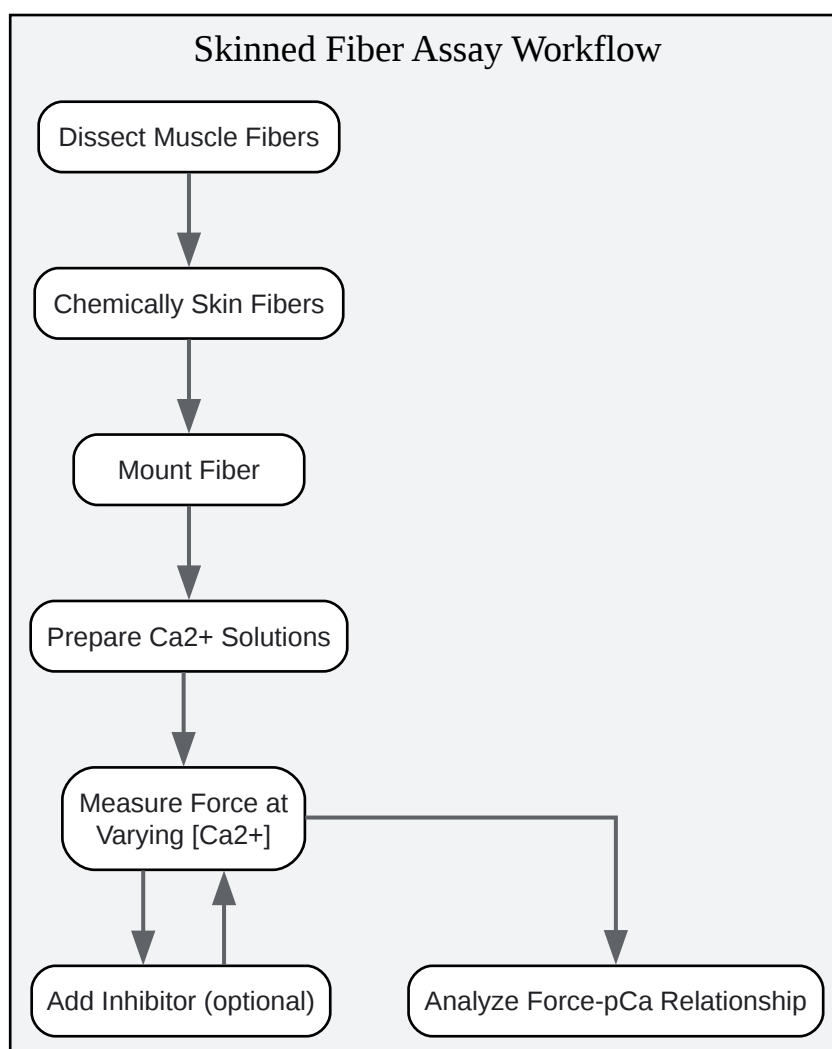 Skinned Fiber Assay Workflow
Dissect Muscle Fibers
Chemically Skin Fibers
Mount Fiber
Prepare Ca2+ Solutions
Measure Force at
Varying [Ca2+]
Add Inhibitor (optional)
Analyze Force-pCa Relationship